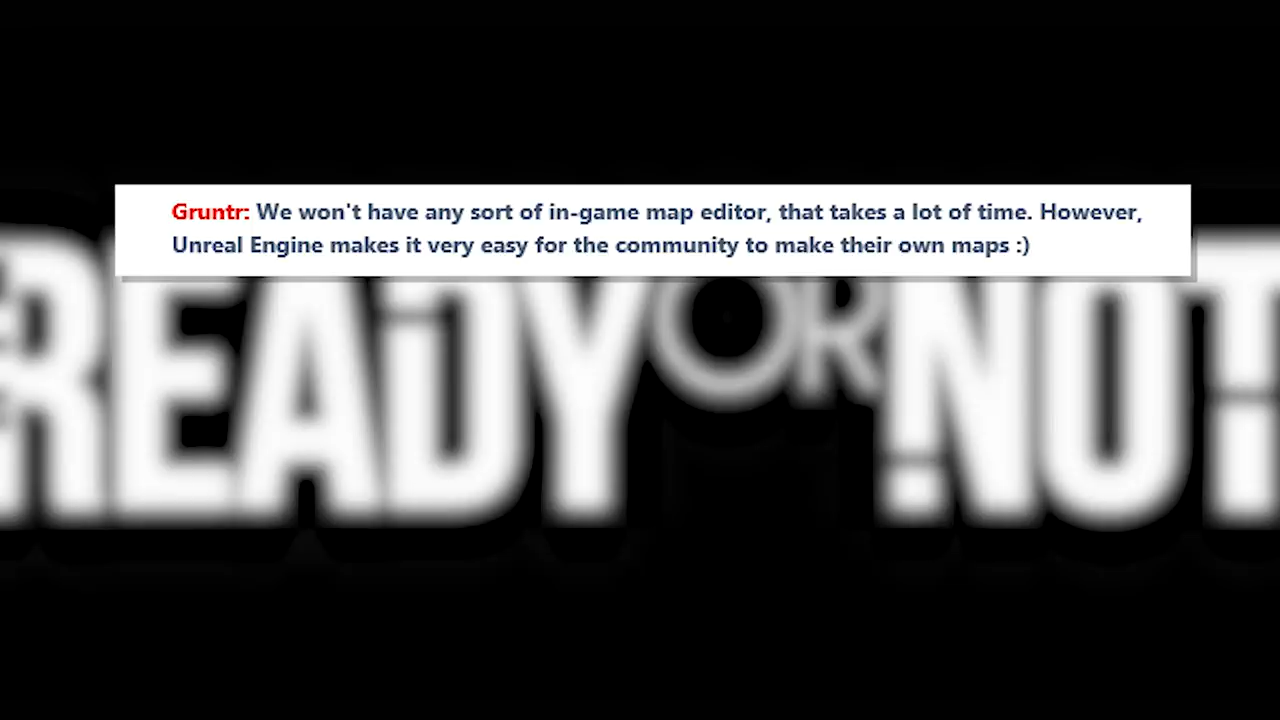 Gruntr: We won't have any sort of in-game map editor, that takes a lot of time. However,
Unreal Engine makes it very easy for the community to make their own maps :)
READY OR NOT